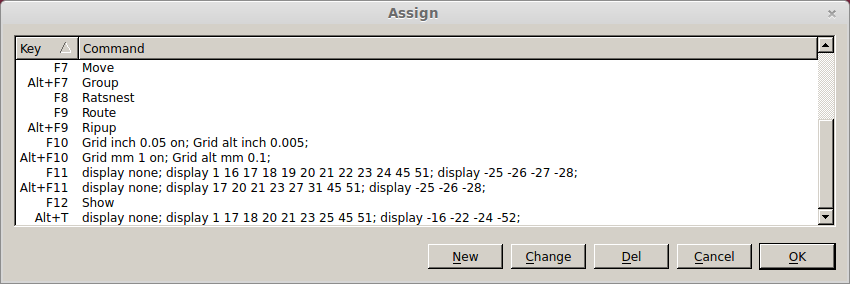 Assign
Key Command
F7 Move
Alt+F7 Group
F8 Ratsnest
F9 Route
Alt+F9 Ripup
F10 Grid inch 0.05 on; Grid alt inch 0.005;
Alt+F10 Grid mm 1 on; Grid alt mm 0.1;
F11 display none; display 1 16 17 18 19 20 21 22 23 24 45 51; display -25 -26 -27 -28;
Alt+F11 display none; display 17 20 21 23 27 31 45 51; display -25 -26 -28;
F12 Show
Alt+T display none; display 1 17 18 20 21 23 25 45 51; display -16 -22 -24 -52;
New Change Del Cancel OK